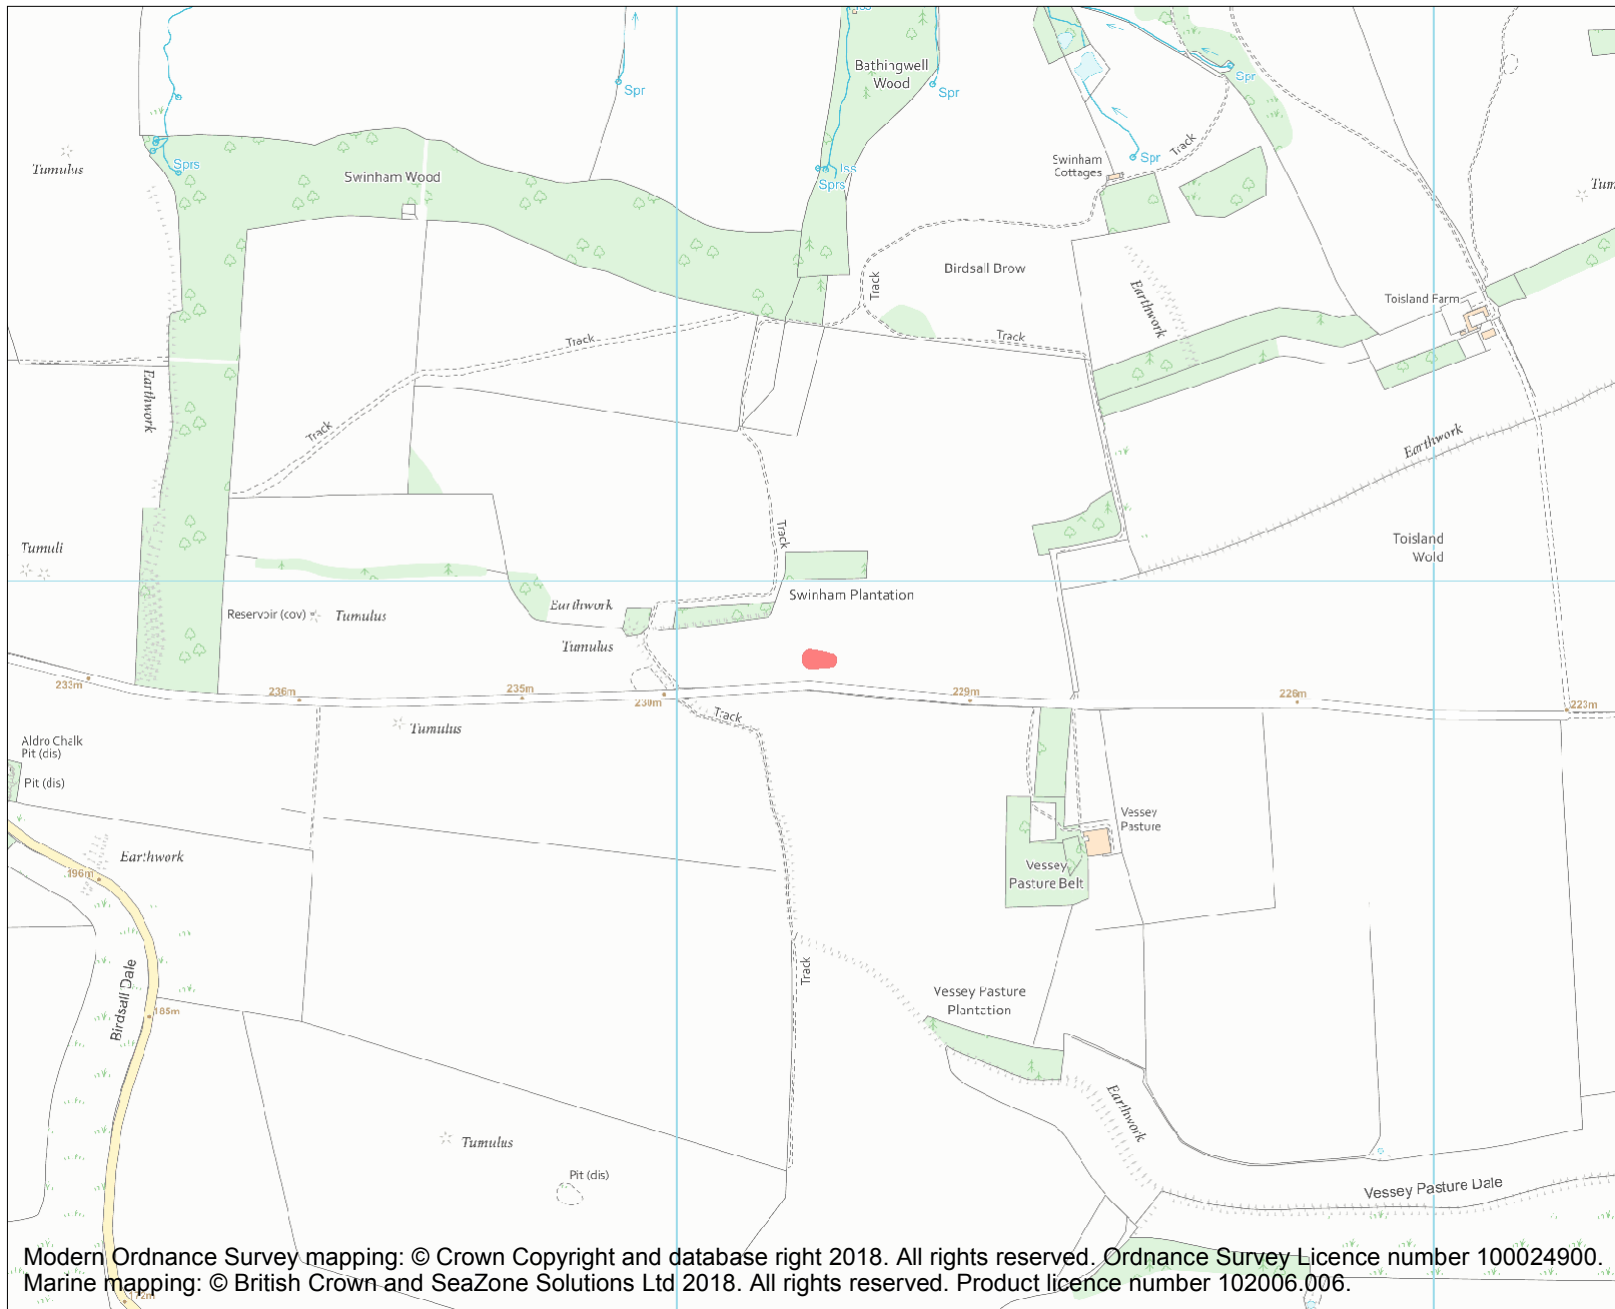 Iss
Bathingwell
Wood
Spr
Spr
Spr
Spr
Track
Swinham
Cottages
Tumulus
Sprs
Swinham Wood
Iss
Sprs
Tum
Birdsall Brow
Track
Earthwork
Toisland Farm
Track
Track
Earthwork
Track
Earthwork
Track
Toisland
Wold
Tumuli
Swinham Plantation
Earthwork
Reservoir (cov)
Tumulus
Tumulus
233m
236m
235m
230m
229m
226m
223m
Track
Tumulus
Aldro Chalk
Pit (dis)
Pit (dis)
Vessey
Pasture
Earthwork
196m
Vessey
Pasture Belt
Track
Birdsall Dale
185m
Vessey Pasture
Plantation
Earthwork
Tumulus
Pit (dis)
Vessey Pasture Dale
Modern Ordnance Survey mapping: © Crown Copyright and database right 2018. All rights reserved. Ordnance Survey Licence number 100024900.
Marine mapping: © British Crown and SeaZone Solutions Ltd 2018. All rights reserved. Product licence number 102006.006.